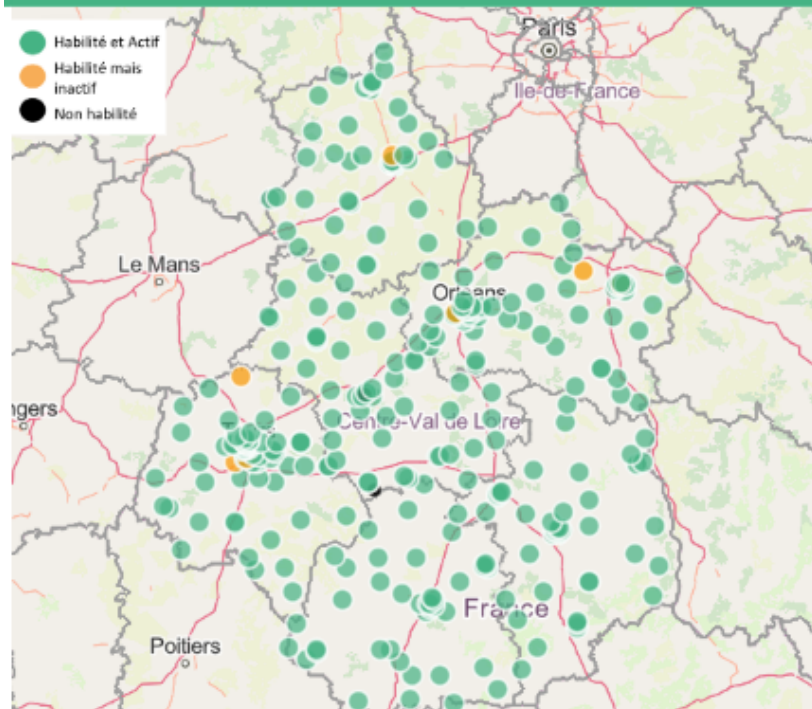 Paris
Habilité et Actif
Habilité mais
inactif
Non habilité
Ile-de-France
Le Mans
Orléans
ngers
Centre-Val de Loire
France
Poitiers